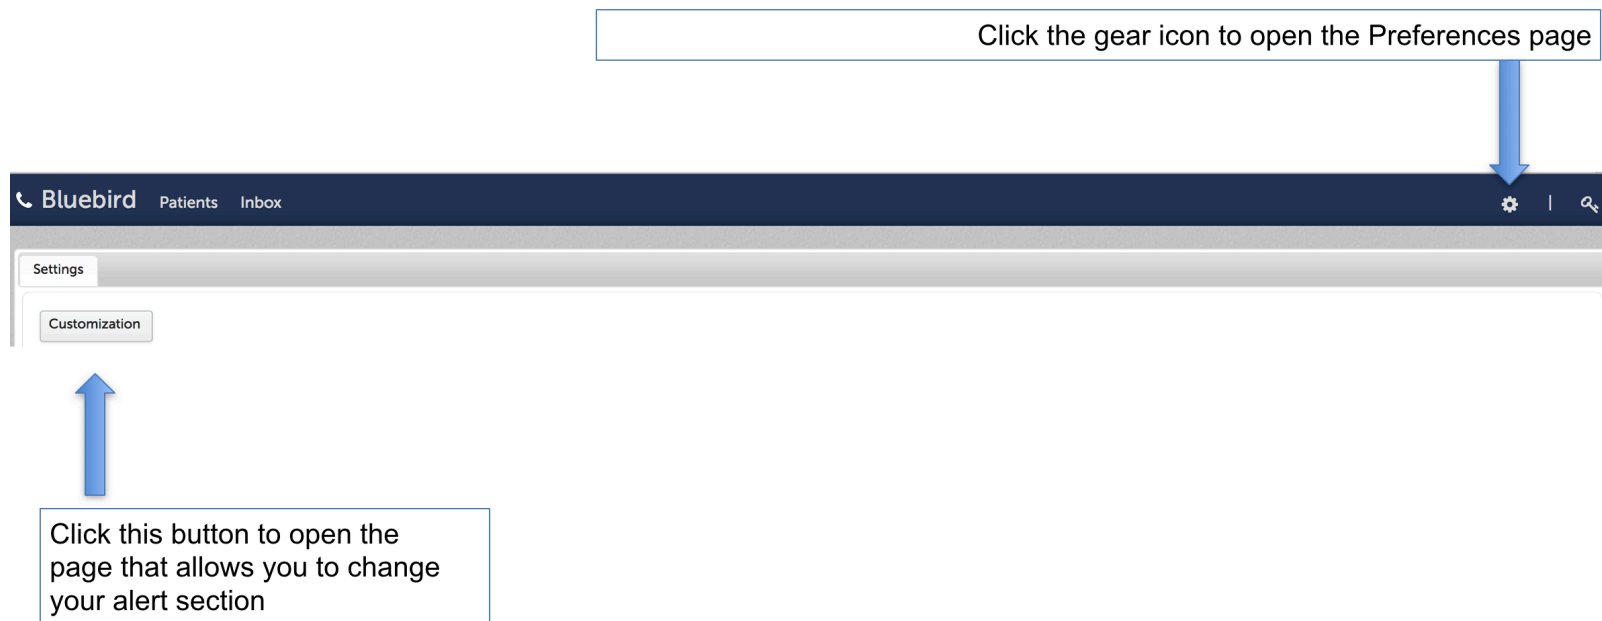 Click the gear icon to open the Preferences page
Bluebird Patients Inbox
Settings
Customization
Click this button to open the
page that allows you to change
your alert section